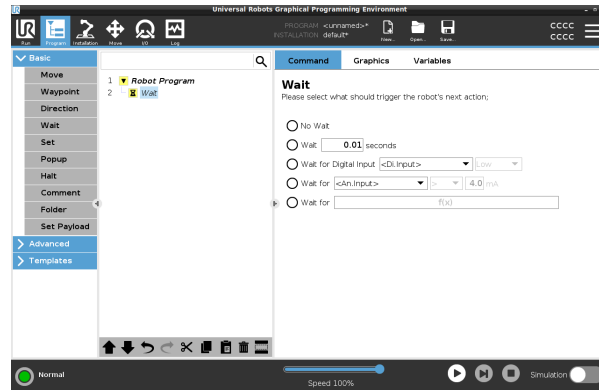 Universal Robots Graphical Programming Environment
UR
Run Program Installation Move I/O Log
PROGRAM <unnamed>*
INSTALLATION default*
New... Open... Save...
CCCC
CCCC
Basic
Move
Waypoint
Direction
Wait
Set
Popup
Halt
Comment
Folder
Set Payload
Advanced
Templates
1 Robot Program
2 Wait
Command Graphics Variables
Wait
Please select what should trigger the robot's next action;
No Wait
Wait 0.01 seconds
Wait for Digital Input <Di.Input> Low
Wait for <An.Input> > 4.0 mA
Wait for f(x)
Normal
Speed 100%
Simulation